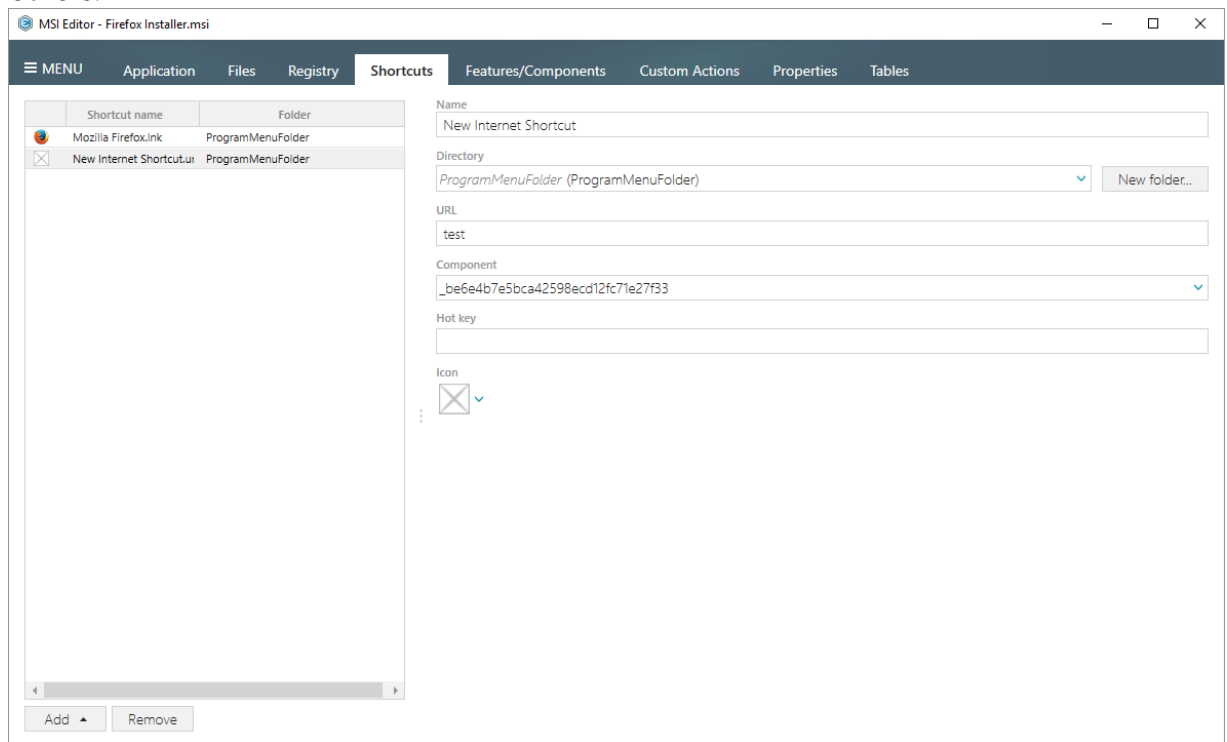 MSI Editor - Firefox Installer.msi
MENU Application Files Registry Shortcuts Features/Components Custom Actions Properties Tables
Shortcut name Folder
Mozilla Firefox.lnk ProgramMenuFolder
New Internet Shortcut.ur ProgramMenuFolder
Name
New Internet Shortcut
Directory
ProgramMenuFolder (ProgramMenuFolder)
New folder...
URL
test
Component
_be6e4b7e5bca42598ecd12fc71e27f33
Hot key
Icon
Add Remove